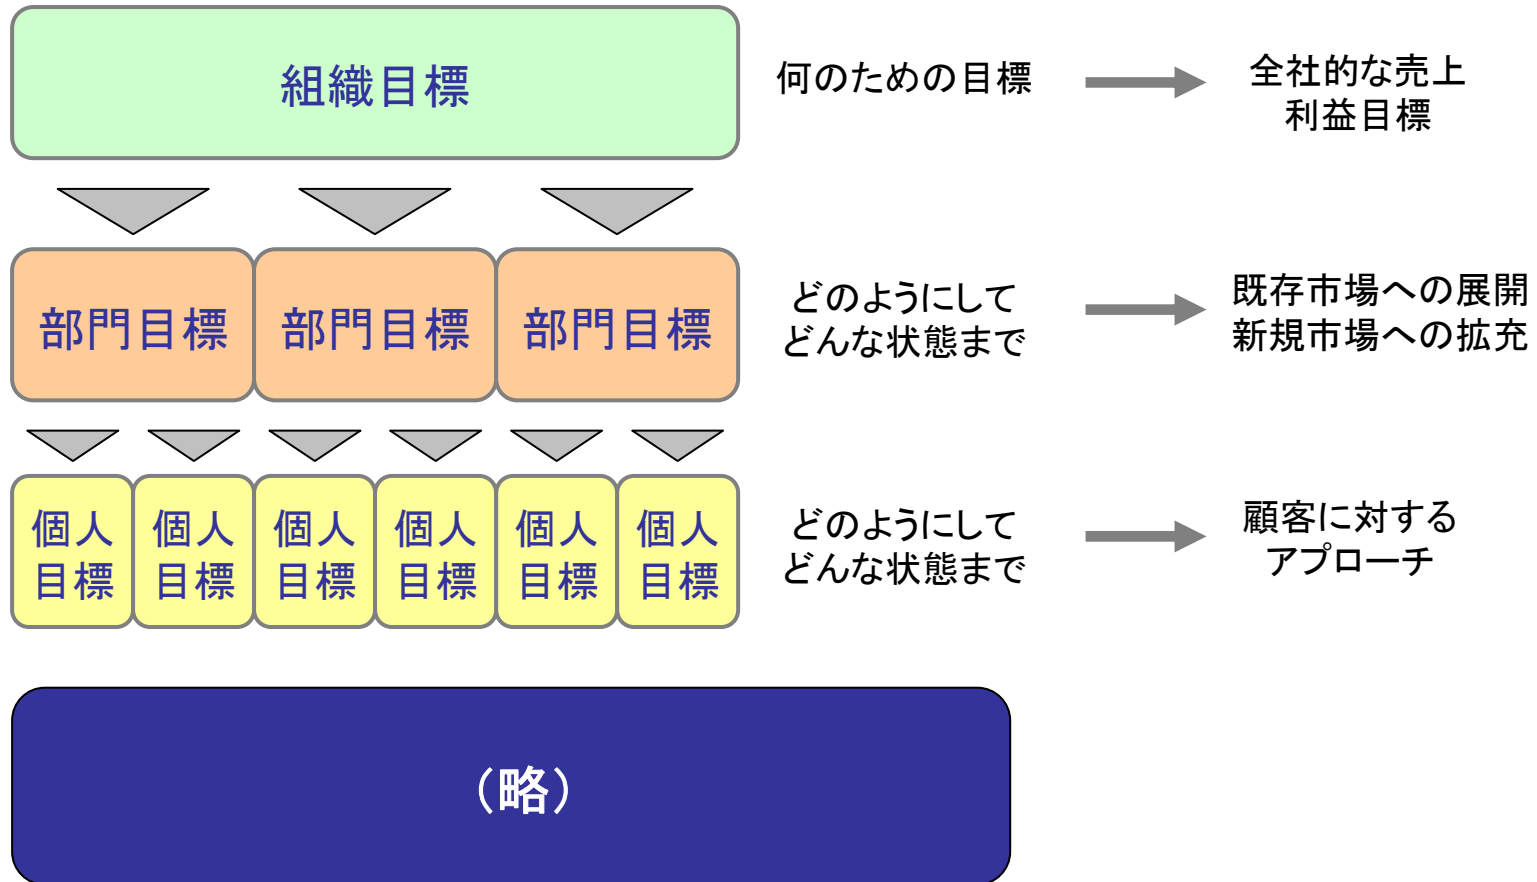 組織目標
何のための目標
全社的な売上
利益目標
部門目標
部門目標
部門目標
どのようにして
どんな状態まで
既存市場への展開
新規市場への拡充
個人
目標
個人
目標
個人
目標
個人
目標
個人
目標
個人
目標
どのようにして
どんな状態まで
顧客に対する
アプローチ
（略）